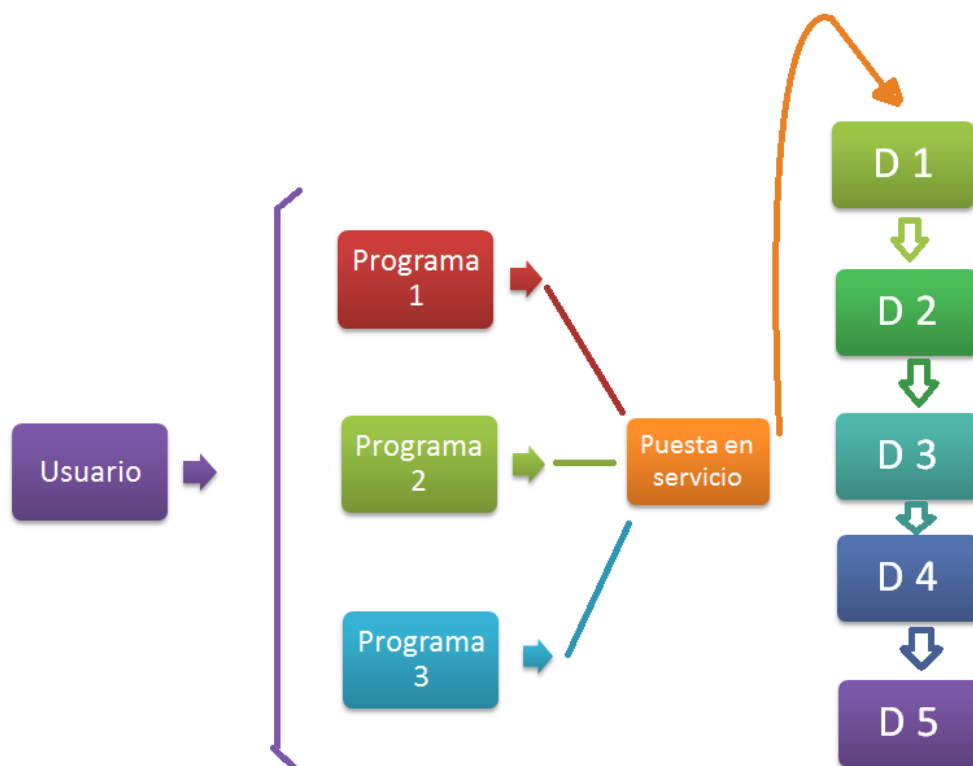 Usuario
Programa
1
Programa
2
Programa
3
Puesta en
servicio
D 1
D 2
D 3
D 4
D 5